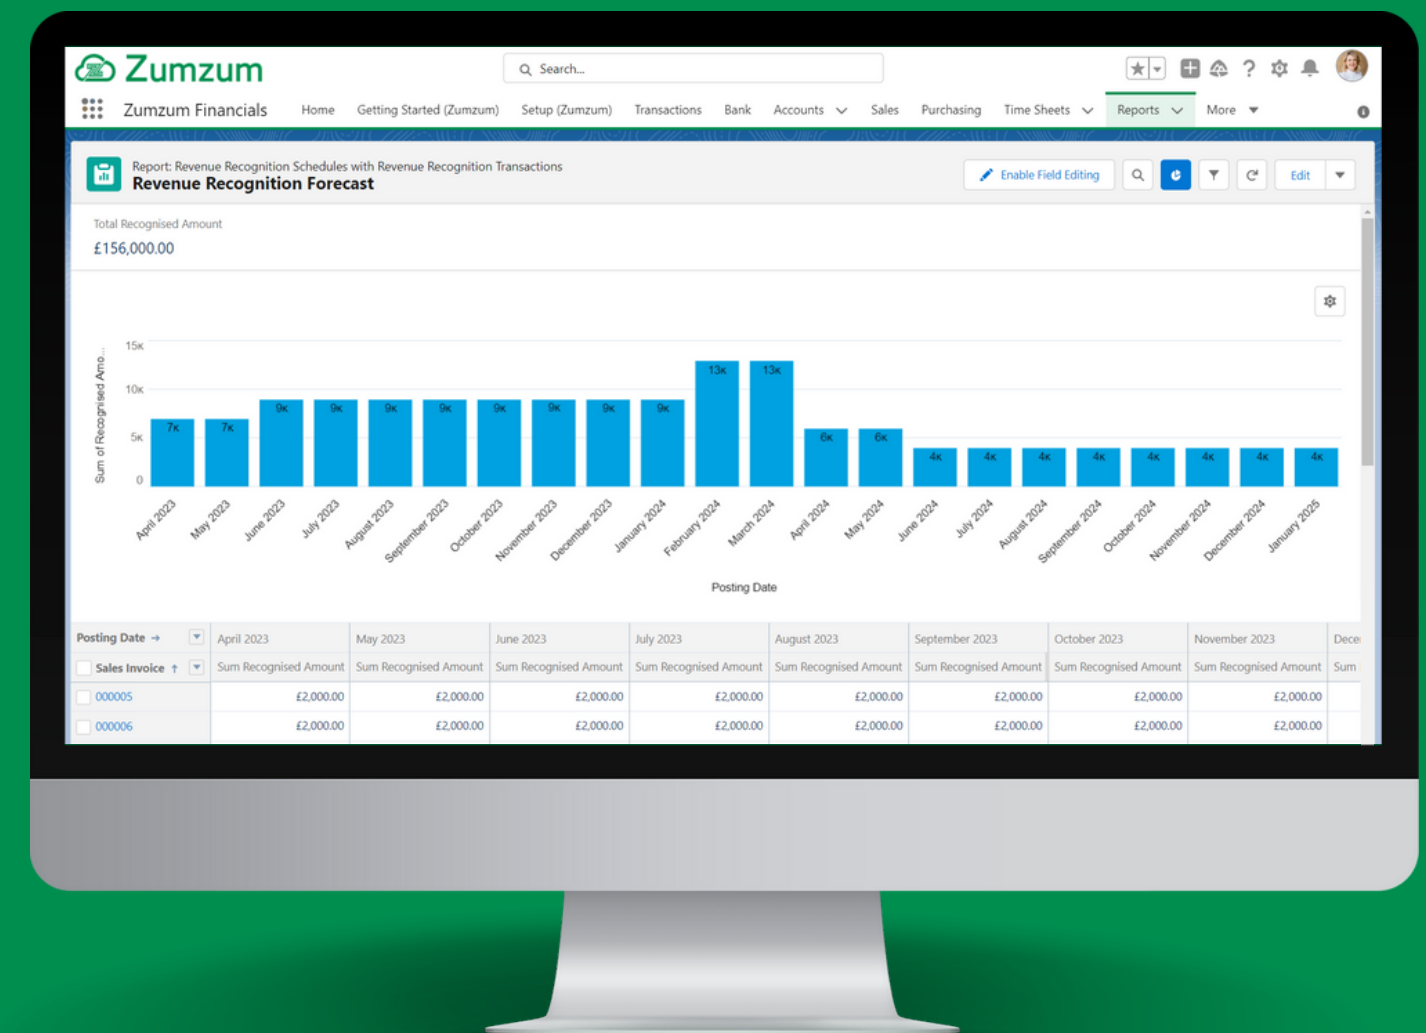 Zumzum
Search...
Zumzum Financials Home Getting Started (Zumzum) Setup (Zumzum) Transactions Bank Accounts Sales Purchasing Time Sheets Reports More
Report: Revenue Recognition Schedules with Revenue Recognition Transactions
Revenue Recognition Forecast
Enable Field Editing
Edit
Total Recognised Amount
£156,000.00
Sum of Recognised Amo...
15K
10K
5K
0
7K 7K 9K 9K 9K 9K 9K 9K 9K 9K 13K 13K 6K 6K 4K 4K 4K 4K 4K 4K 4K 4K
April 2023 May 2023 June 2023 July 2023 August 2023 September 2023 October 2023 November 2023 December 2023 January 2024 February 2024 March 2024 April 2024 May 2024 June 2024 July 2024 August 2024 September 2024 October 2024 November 2024 December 2024 January 2025
Posting Date
Posting Date → April 2023 May 2023 June 2023 July 2023 August 2023 September 2023 October 2023 November 2023 Dece
Sales Invoice ↑ Sum Recognised Amount Sum Recognised Amount Sum Recognised Amount Sum Recognised Amount Sum Recognised Amount Sum Recognised Amount Sum Recognised Amount Sum Recognised Amount Sum
000005 £2,000.00 £2,000.00 £2,000.00 £2,000.00 £2,000.00 £2,000.00 £2,000.00 £2,000.00
000006 £2,000.00 £2,000.00 £2,000.00 £2,000.00 £2,000.00 £2,000.00 £2,000.00 £2,000.00